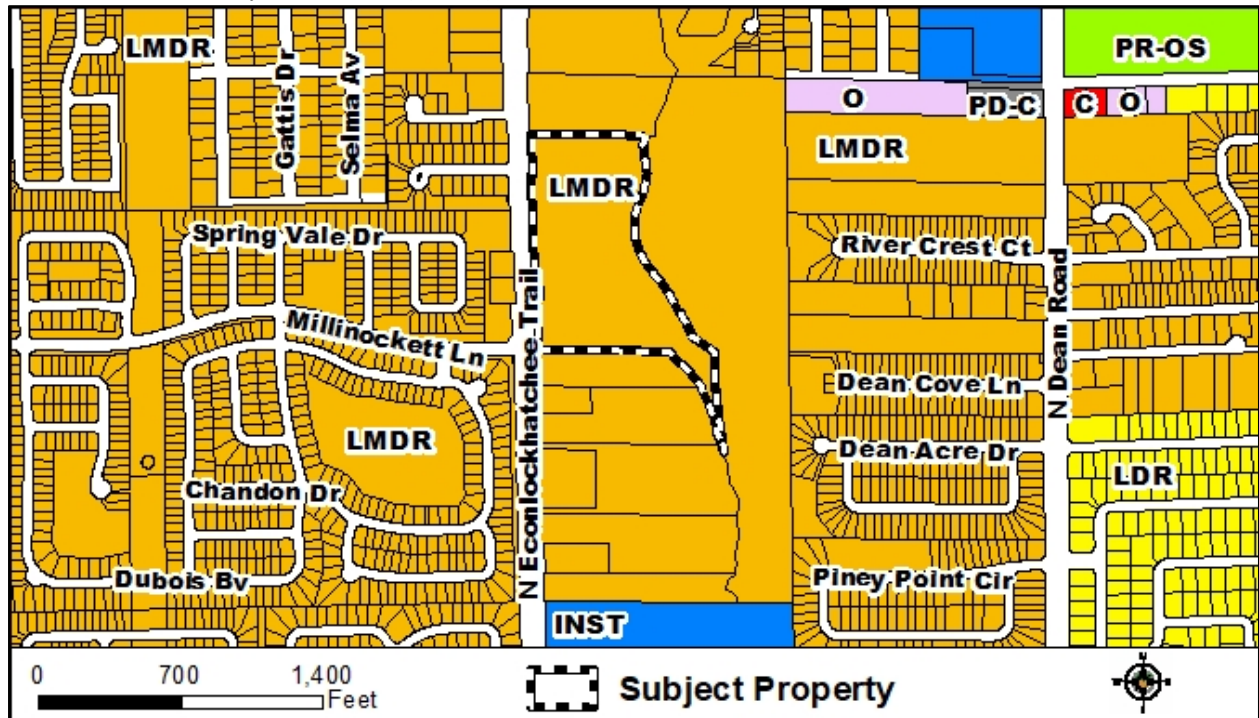 LMDR
PR-OS
Gattis Dr
Selma Av
O
PD-C
C
O
LMDR
LMDR
Spring Vale Dr
River Crest Ct
N Econlockhatchee Trail
N Dean Road
Millinockett Ln
Dean Cove Ln
LMDR
Dean Acre Dr
LDR
Chandon Dr
Dubois Bv
Piney Point Cir
INST
0 700 1,400
Feet
Subject Property